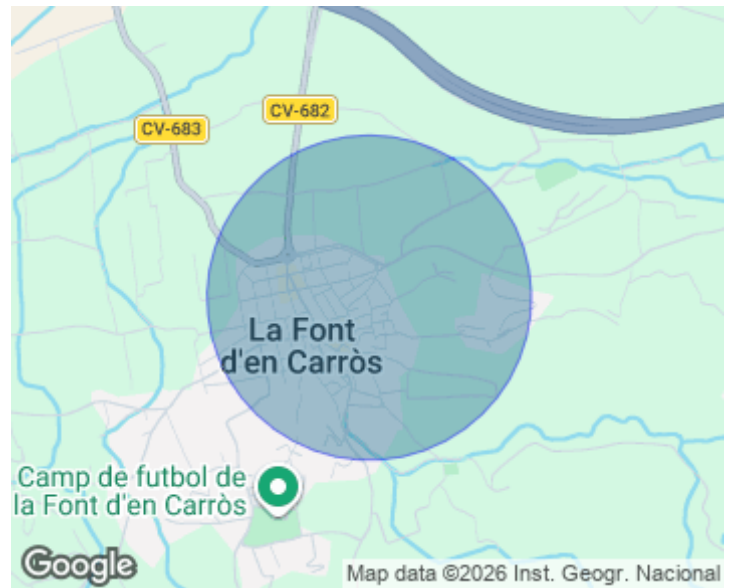 CV-682
CV-683
La Font
d'en Carròs
Camp de futbol de
la Font d'en Carròs
Google
Map data ©2026 Inst. Geogr. Nacional